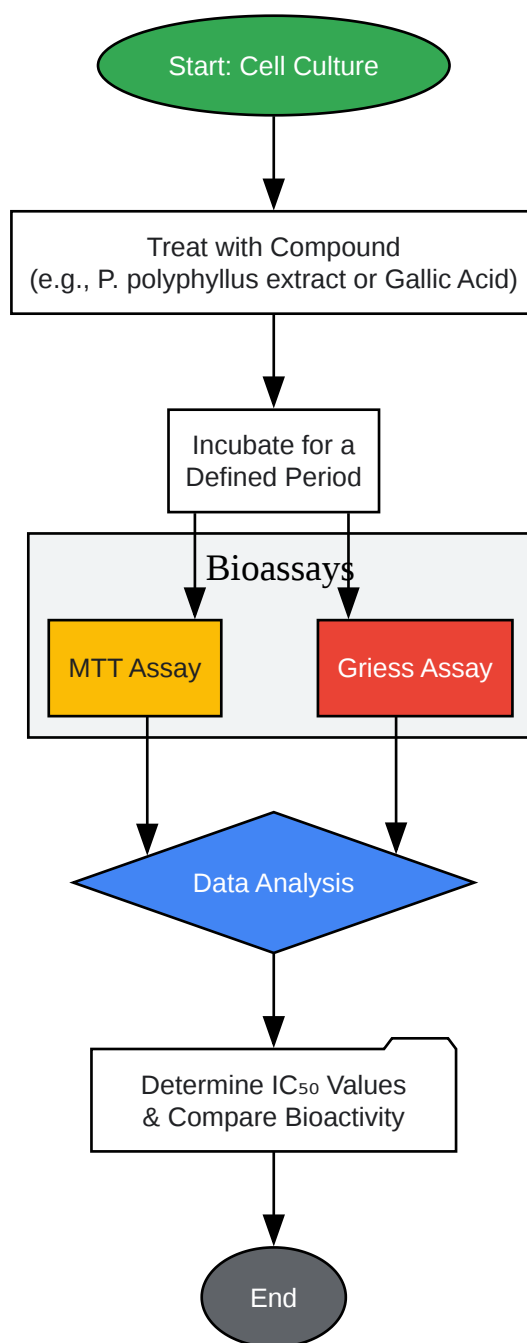 Start: Cell Culture
Treat with Compound
(e.g., P. polyphyllus extract or Gallic Acid)
Incubate for a
Defined Period
Bioassays
MTT Assay
Griess Assay
Data Analysis
Determine IC₅₀ Values
& Compare Bioactivity
End